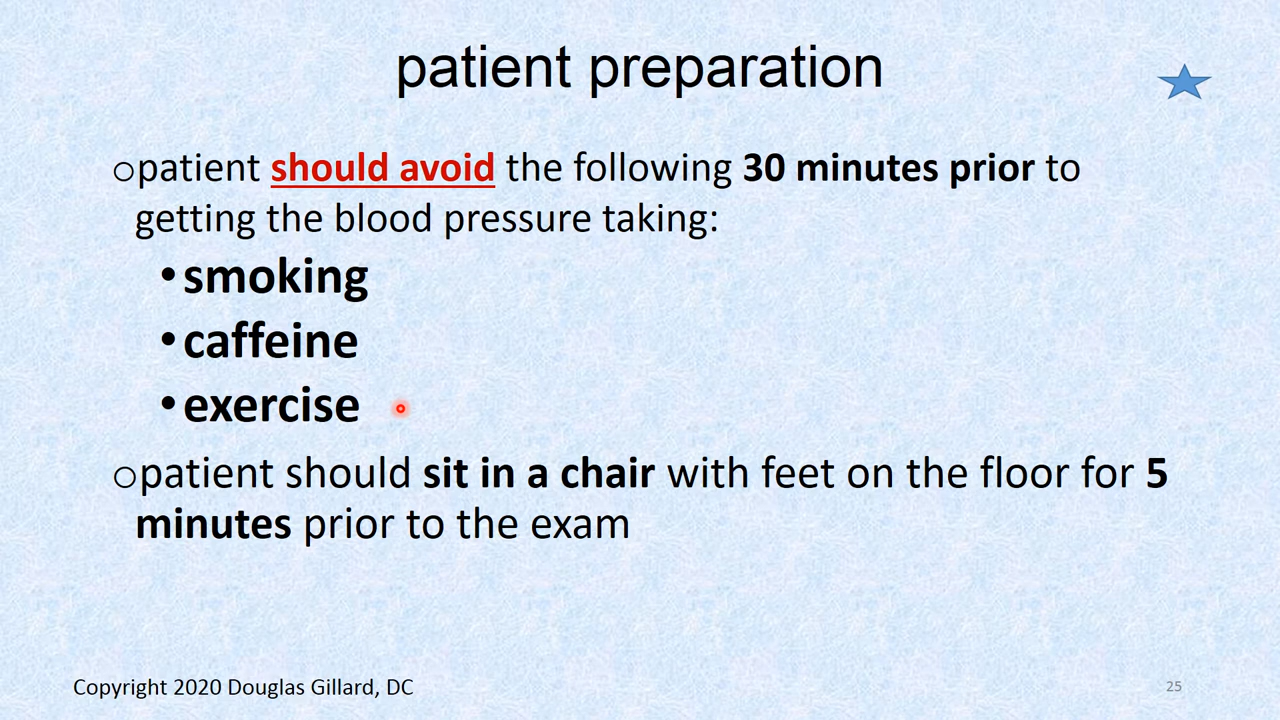 patient preparation
○patient should avoid the following 30 minutes prior to
getting the blood pressure taking:
•smoking
•caffeine
•exercise
○patient should sit in a chair with feet on the floor for 5
minutes prior to the exam
Copyright 2020 Douglas Gillard, DC
25